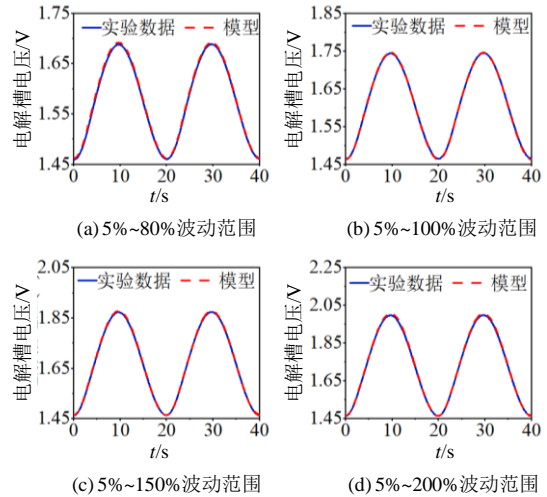 1.75
1.65
1.55
1.45
电解槽电压/V
实验数据 模型
0 10 20 30 40
t/s
(a) 5%~80%波动范围
1.85
1.75
1.65
1.55
1.45
电解槽电压/V
实验数据 模型
0 10 20 30 40
t/s
(b) 5%~100%波动范围
2.05
1.85
1.65
1.45
电解槽电压/V
实验数据 模型
0 10 20 30 40
t/s
(c) 5%~150%波动范围
2.25
2.05
1.85
1.65
1.45
电解槽电压/V
实验数据 模型
0 10 20 30 40
t/s
(d) 5%~200%波动范围